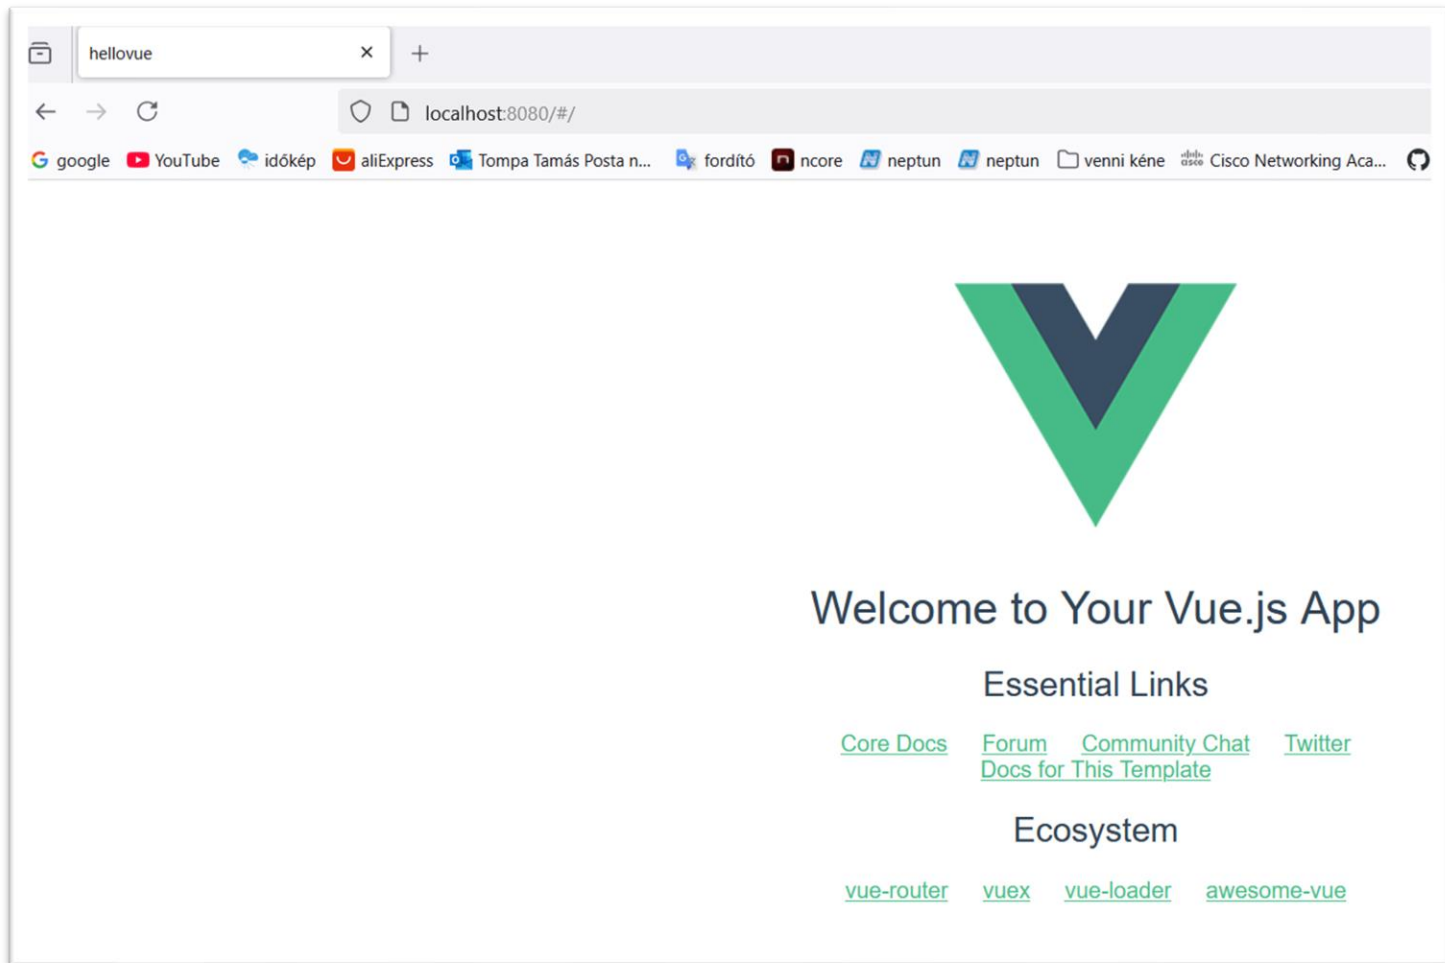 hellovue
localhost:8080/#/
google YouTube időkép aliExpress Tompa Tamás Posta n... fordító ncore neptun neptun venni kéne Cisco Networking Aca...
Welcome to Your Vue.js App
Essential Links
Core Docs Forum Community Chat Twitter
Docs for This Template
Ecosystem
vue-router vuex vue-loader awesome-vue